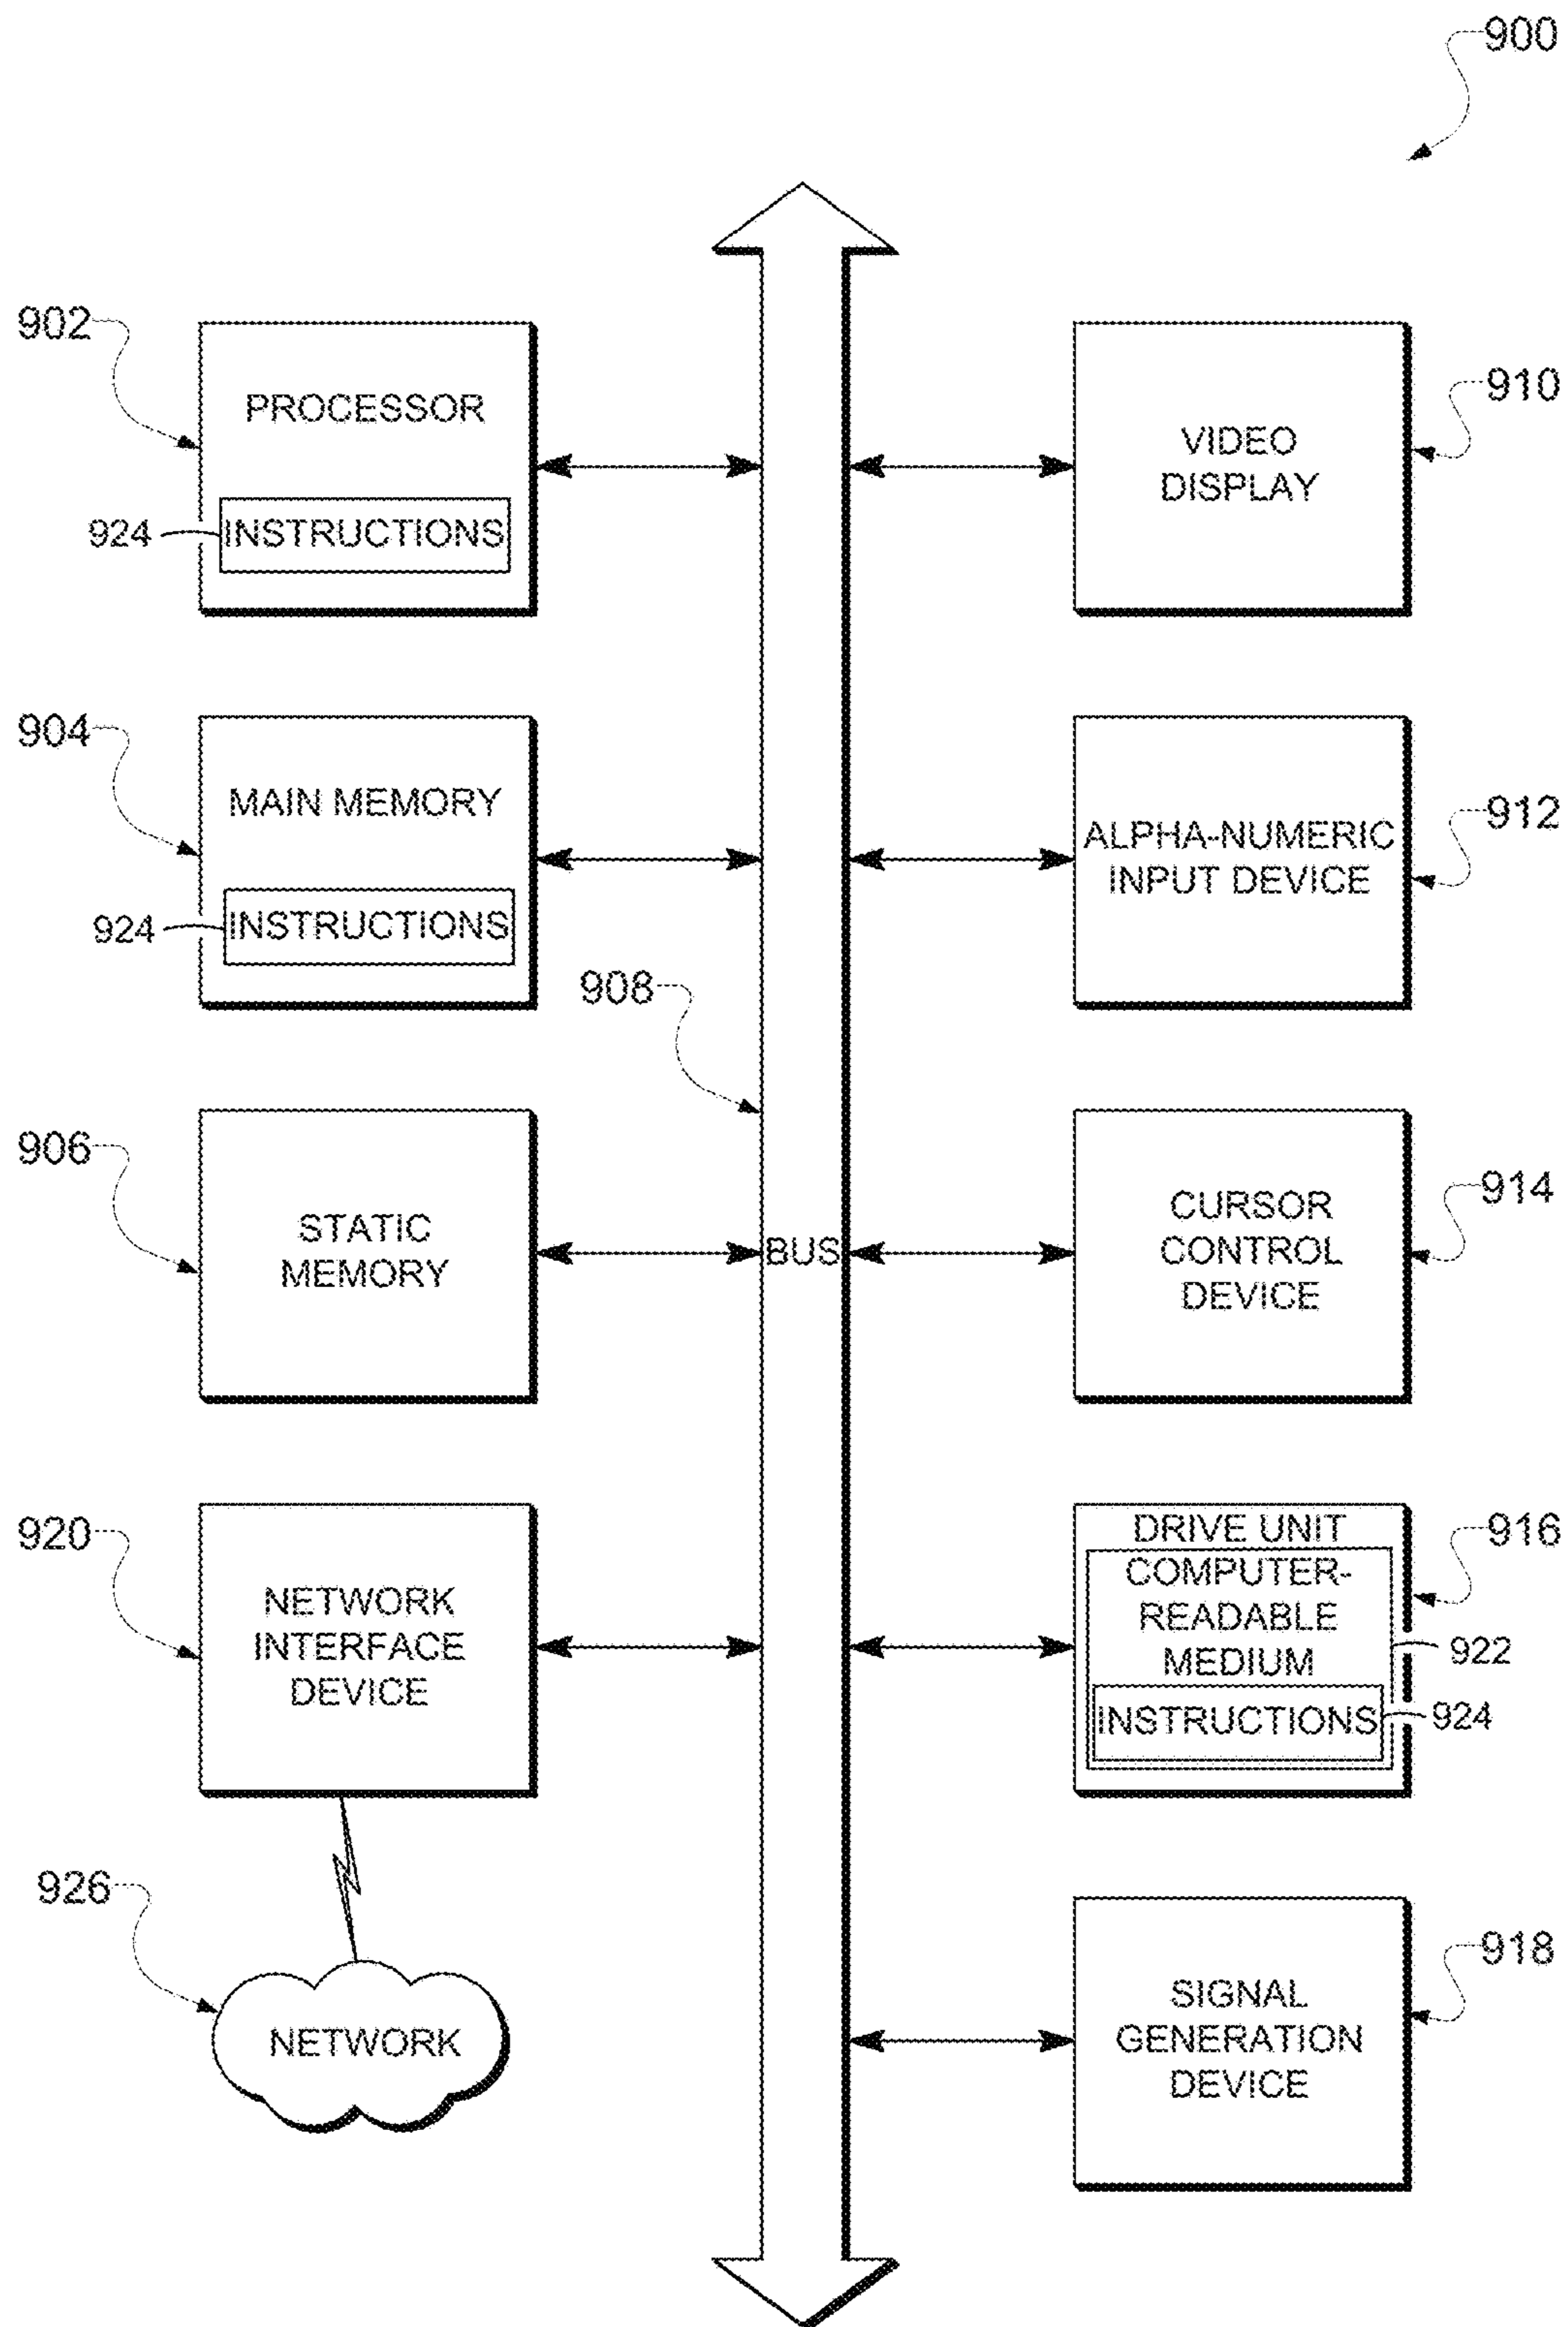 900
902
PROCESSOR
924
INSTRUCTIONS
910
VIDEO
DISPLAY
904
MAIN MEMORY
924
INSTRUCTIONS
912
ALPHA-NUMERIC
INPUT DEVICE
908
906
STATIC
MEMORY
BUS
914
CURSOR
CONTROL
DEVICE
920
NETWORK
INTERFACE
DEVICE
916
DRIVE UNIT
COMPUTER-
READABLE
MEDIUM
922
INSTRUCTIONS
924
926
NETWORK
918
SIGNAL
GENERATION
DEVICE